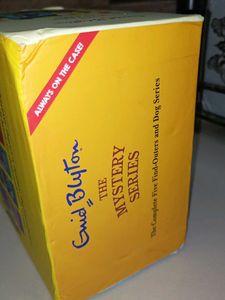 ALWAYS ON THE CASE!
Enid Blyton
THE
MYSTERY
SERIES
The Complete Five Find-Outers and Dog Series